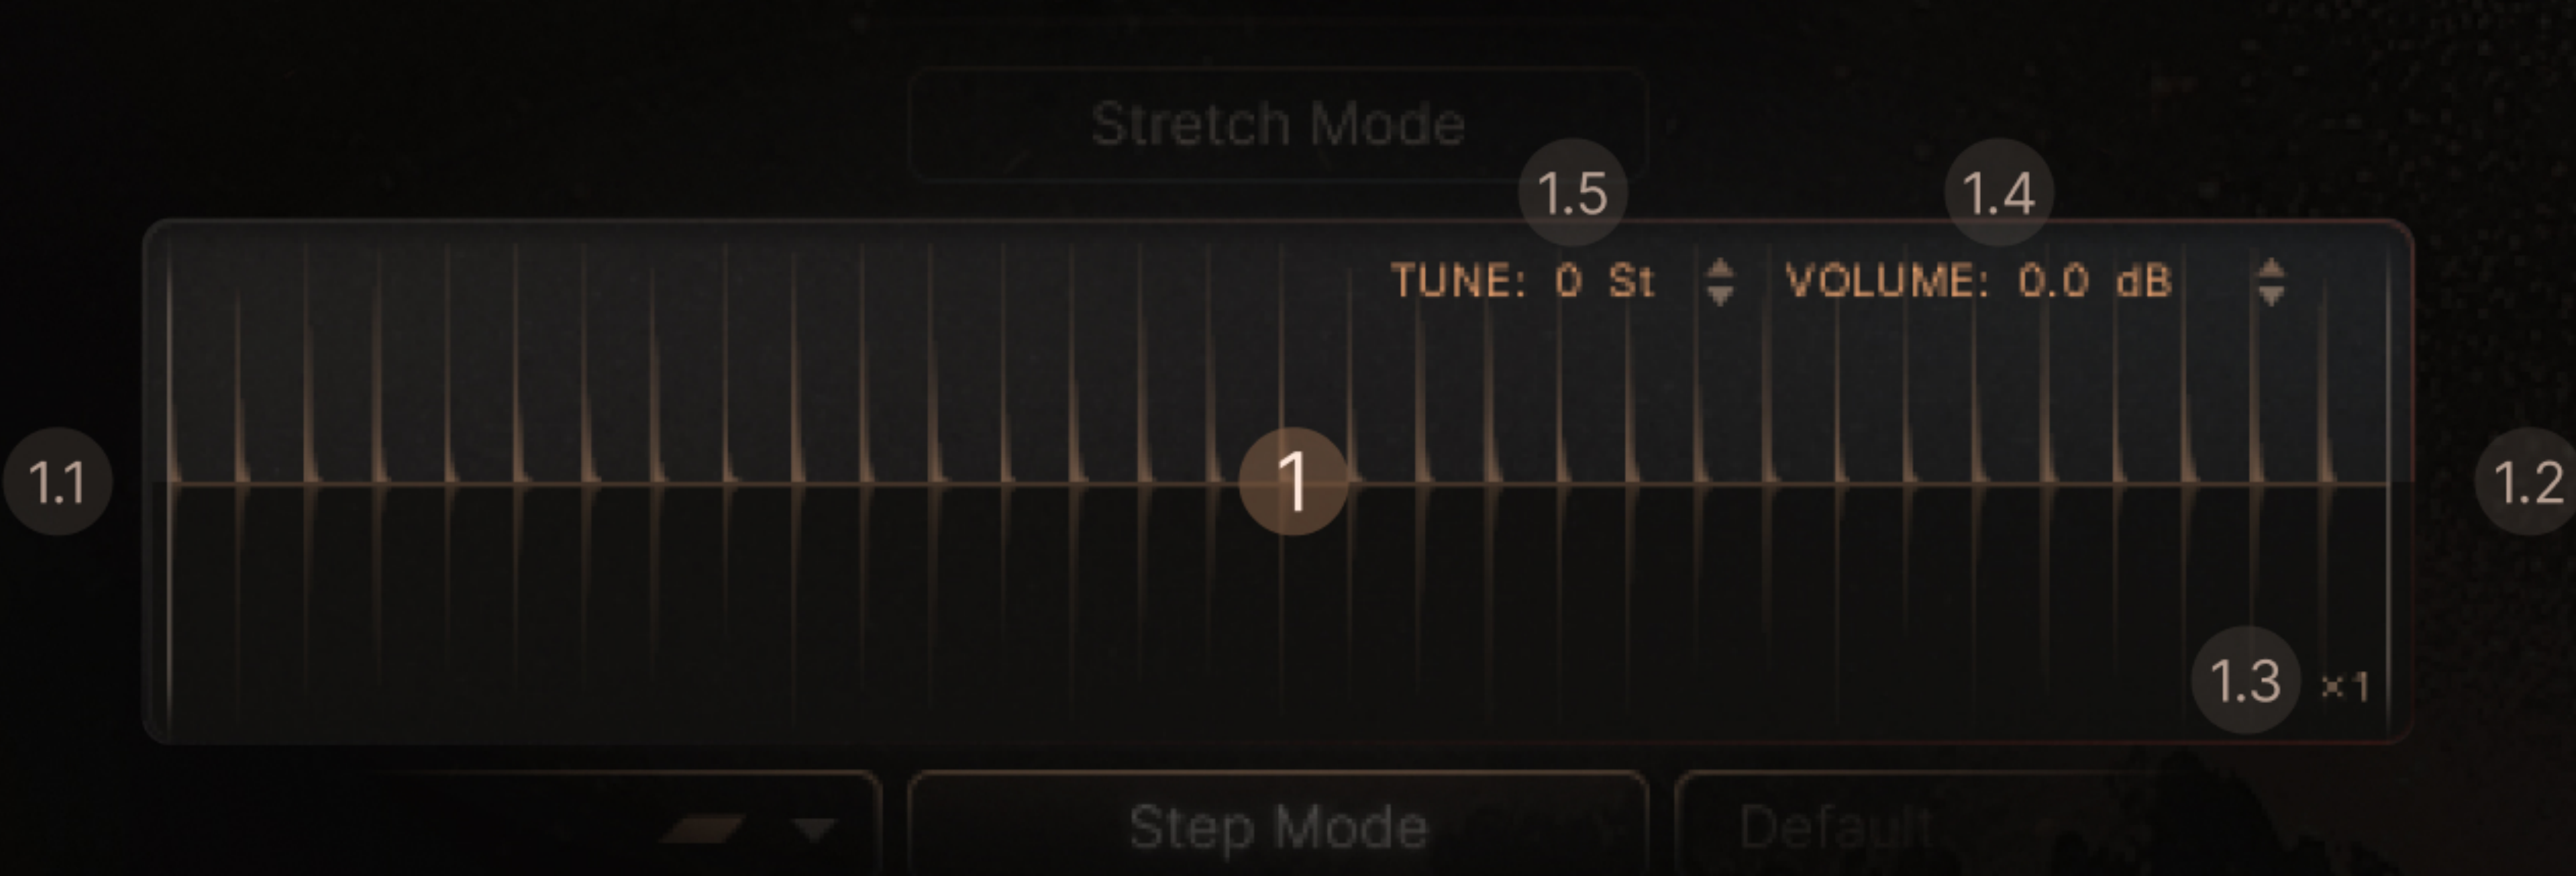 Stretch Mode
1.5 1.4
TUNE: 0 St VOLUME: 0.0 dB
1.1 1 1.2
1.3 ×1
Step Mode Default